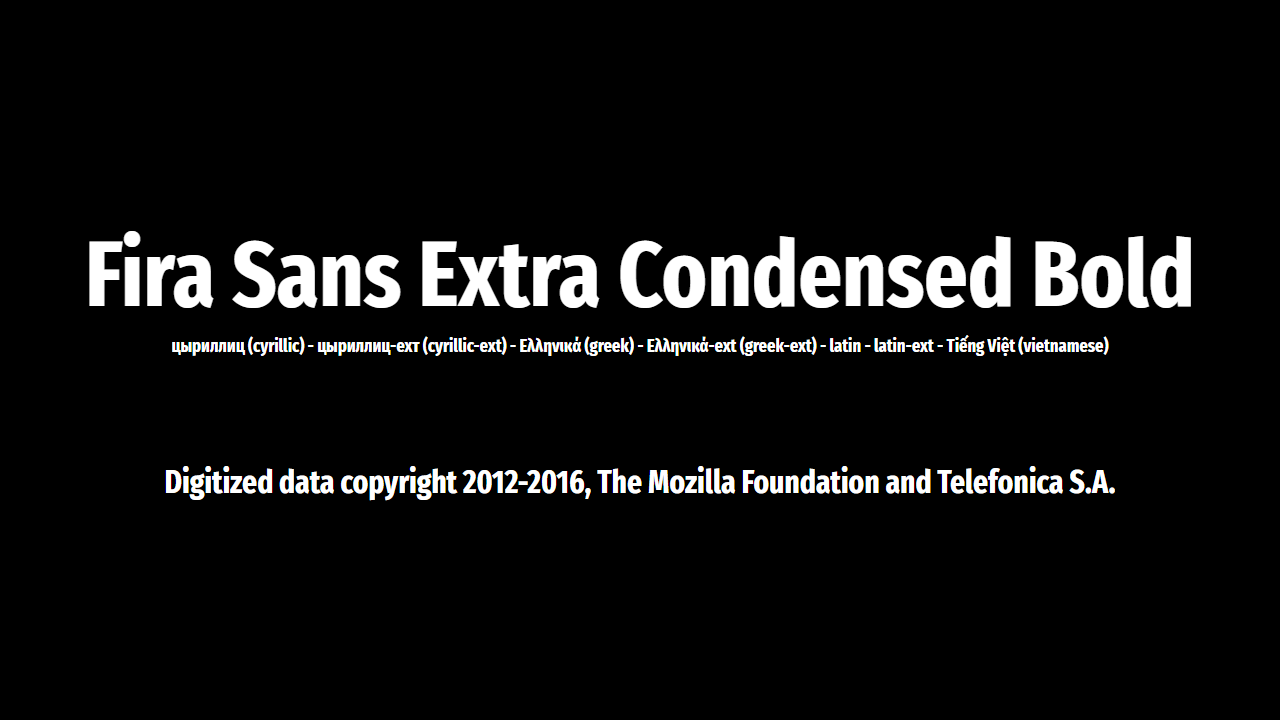 Fira Sans Extra Condensed Bold
цыриллиц (cyrillic) - цыриллиц-ехт (cyrillic-ext) - Ελληνικά (greek) - Ελληνικά-ext (greek-ext) - latin - latin-ext - Tiếng Việt (vietnamese)
Digitized data copyright 2012-2016, The Mozilla Foundation and Telefonica S.A.